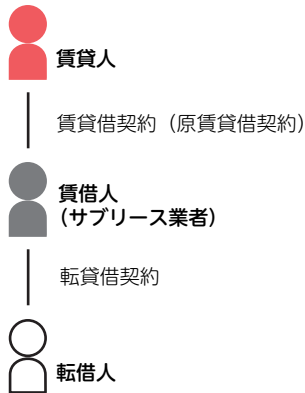 賃貸人
賃貸借契約（原賃貸借契約）
賃借人
（サブリース業者）
転貸借契約
転借人